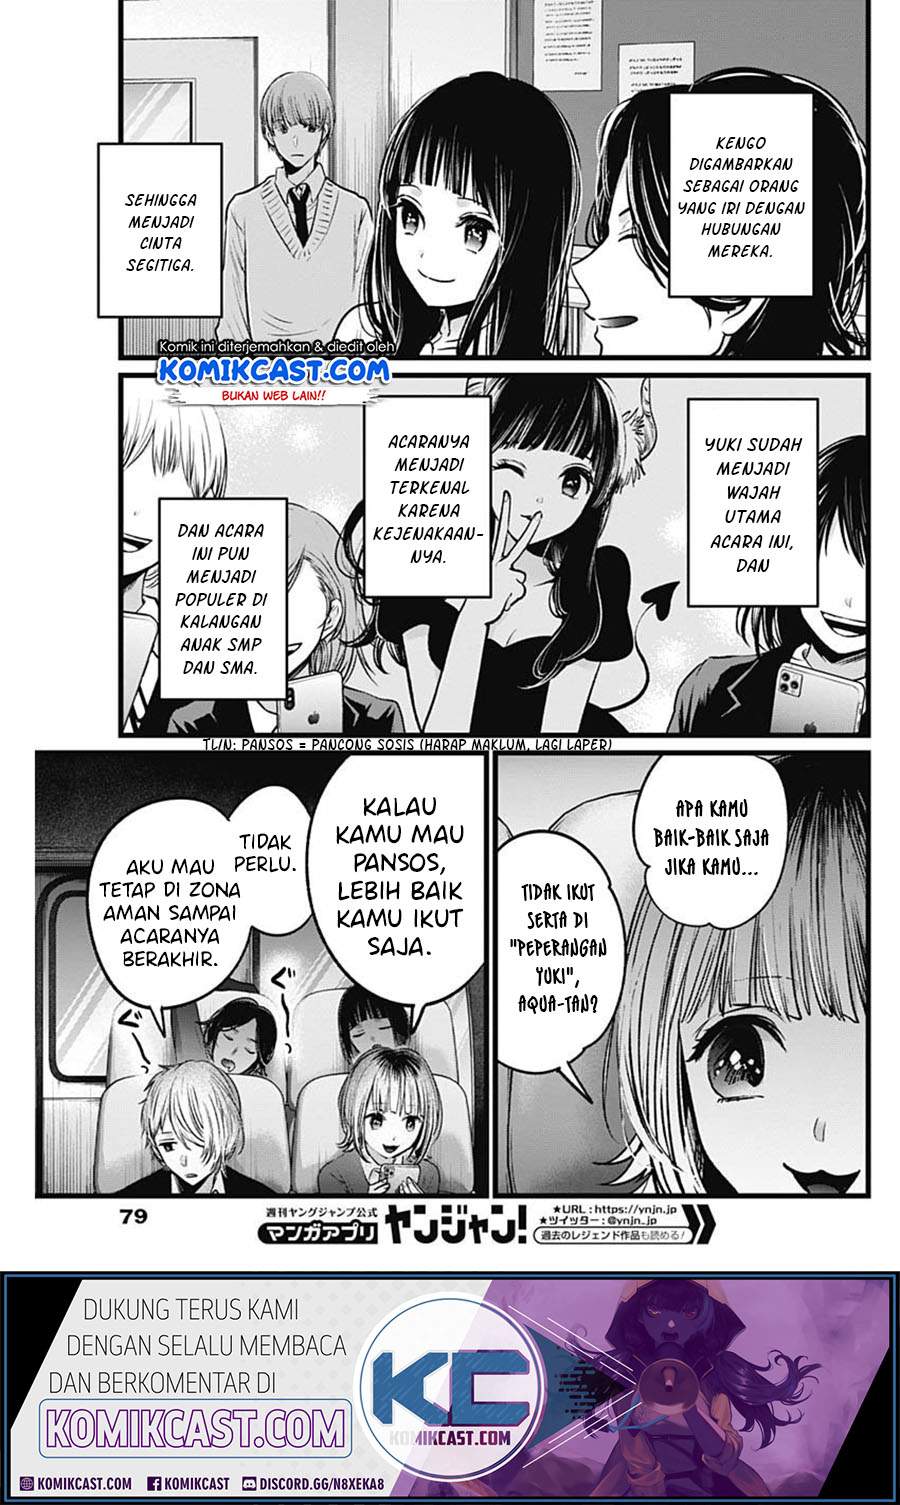 KENGO
DIGAMBARKAN
SEBAGAI ORANG
YANG IRI DENGAN
HUBUNGAN
MEREKA.
SEHINGGA
MENJADI
CINTA
SEGITIGA.
Komik ini diterjemahkan & diedit oleh
KOMIKCAST.COM
BUKAN WEB LAIN!!
YUKI SUDAH
MENJADI
WAJAH
UTAMA
ACARA INI,
DAN
ACARANYA
MENJADI
TERKENAL
KARENA
KEJENAKAAN-
NYA.
DAN ACARA
INI PUN
MENJADI
POPULER DI
KALANGAN
ANAK SMP
DAN SMA.
TL/N: PANSOS = PANCONG SOSIS (HARAP MAKLUM, LAGI LAPER)
APA KAMU
BAIK-BAIK SAJA
JIKA KAMU...
TIDAK IKUT
SERTA DI
"PEPERANGAN
YUKI",
AQUA-TAN?
KALAU
KAMU MAU
PANSOS,
LEBIH BAIK
KAMU IKUT
SAJA.
TIDAK
PERLU.
AKU MAU
TETAP DI ZONA
AMAN SAMPAI
ACARANYA
BERAKHIR.
ぐぅ
ぐぅ
79
週刊ヤングジャンプ公式
マンガアプリ
ヤンジャン!
★URL:https://ynjn.jp
★ツイッター:@ynjn_jp
過去のレジェンド作品も読める!
DUKUNG TERUS KAMI
DENGAN SELALU MEMBACA
DAN BERKOMENTAR DI
KOMIKCAST.COM
KOMIKCAST.COM
KOMIKCAST
DISCORD.GG/N8XEKA8
KC
KOMIKCAST.COM